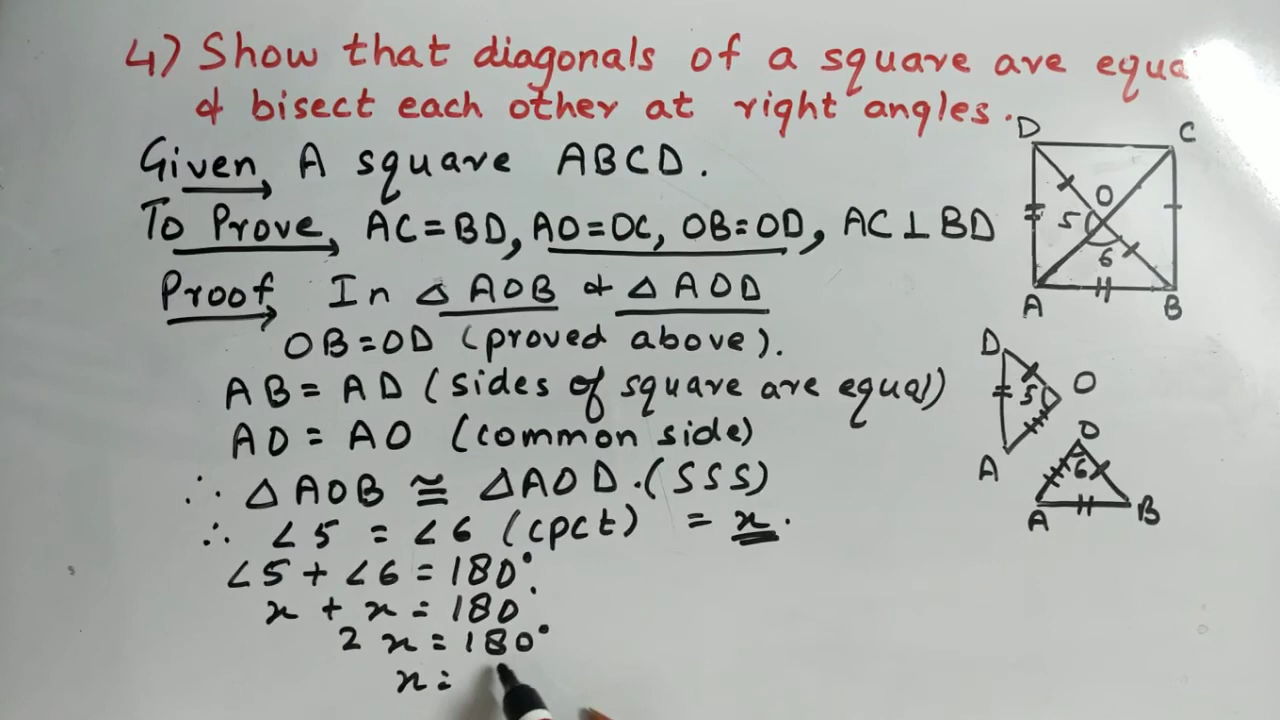 4) Show that diagonals of a square are equa
& bisect each other at right angles.
Given A square ABCD.
To Prove, AC=BD, AO=OC, OB=OD, AC⊥BD
Proof In △ AOB & △ AOD
OB=OD (proved above).
AB = AD (sides of square are equal)
AO = AO (common side)
∴ △AOB ≅ △AOD.(SSS)
∴ ∠5 = ∠6 (cpct) = x.
∠5 + ∠6 = 180°.
x + x = 180
2x = 180°
x =
D C
O
5
6
A B
D
5 O
A
O
6
A B